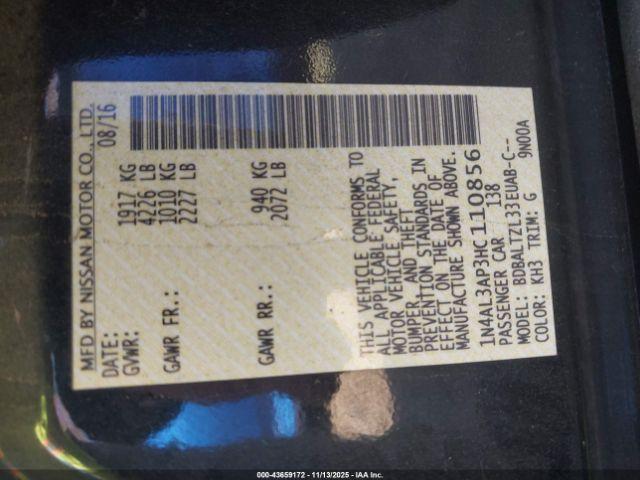 MFD BY NISSAN MOTOR CO., LTD.
DATE: 08/16
GVWR: 1917 KG
4226 LB
GAWR FR.: 1010 KG
2227 LB
GAWR RR.: 940 KG
2072 LB
THIS VEHICLE CONFORMS TO
ALL APPLICABLE FEDERAL
MOTOR VEHICLE SAFETY,
BUMPER, AND THEFT
PREVENTION STANDARDS IN
EFFECT ON THE DATE OF
MANUFACTURE SHOWN ABOVE.
1N4AL3AP3HC110856
PASSENGER CAR 138
MODEL: BDBALTZL33EUAB-C--
COLOR: KH3 TRIM: G 9N00A
000-43659172 - 11/13/2025 - IAA Inc.